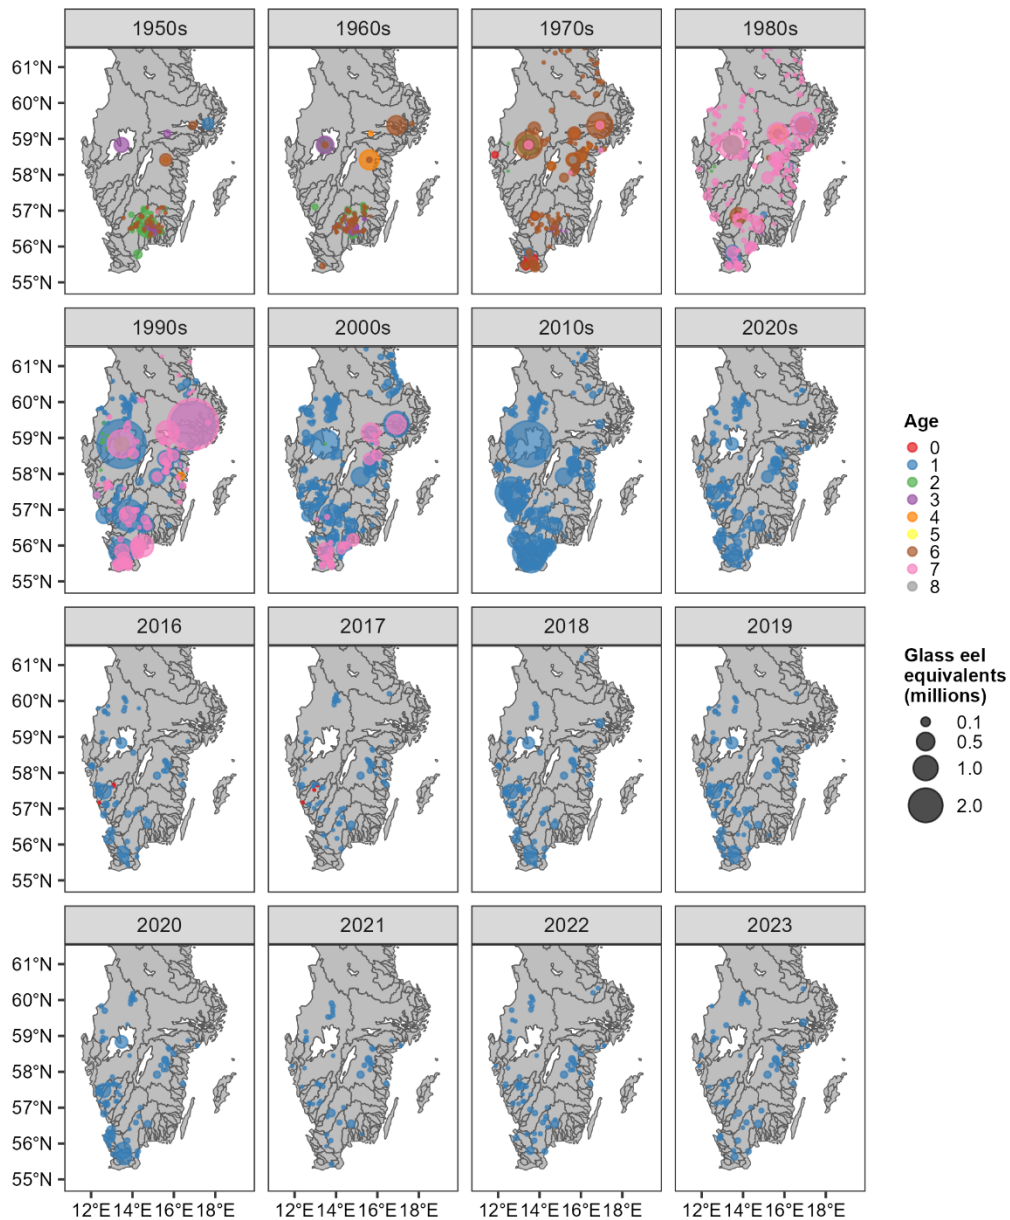 1950s 1960s 1970s 1980s
61°N
60°N
59°N
58°N
57°N
56°N
55°N
1990s 2000s 2010s 2020s
61°N
60°N
59°N
58°N
57°N
56°N
55°N
2016 2017 2018 2019
61°N
60°N
59°N
58°N
57°N
56°N
55°N
2020 2021 2022 2023
61°N
60°N
59°N
58°N
57°N
56°N
55°N
12°E 14°E 16°E 18°E 12°E 14°E 16°E 18°E 12°E 14°E 16°E 18°E 12°E 14°E 16°E 18°E
Age
0
1
2
3
4
5
6
7
8
Glass eel
equivalents
(millions)
0.1
0.5
1.0
2.0